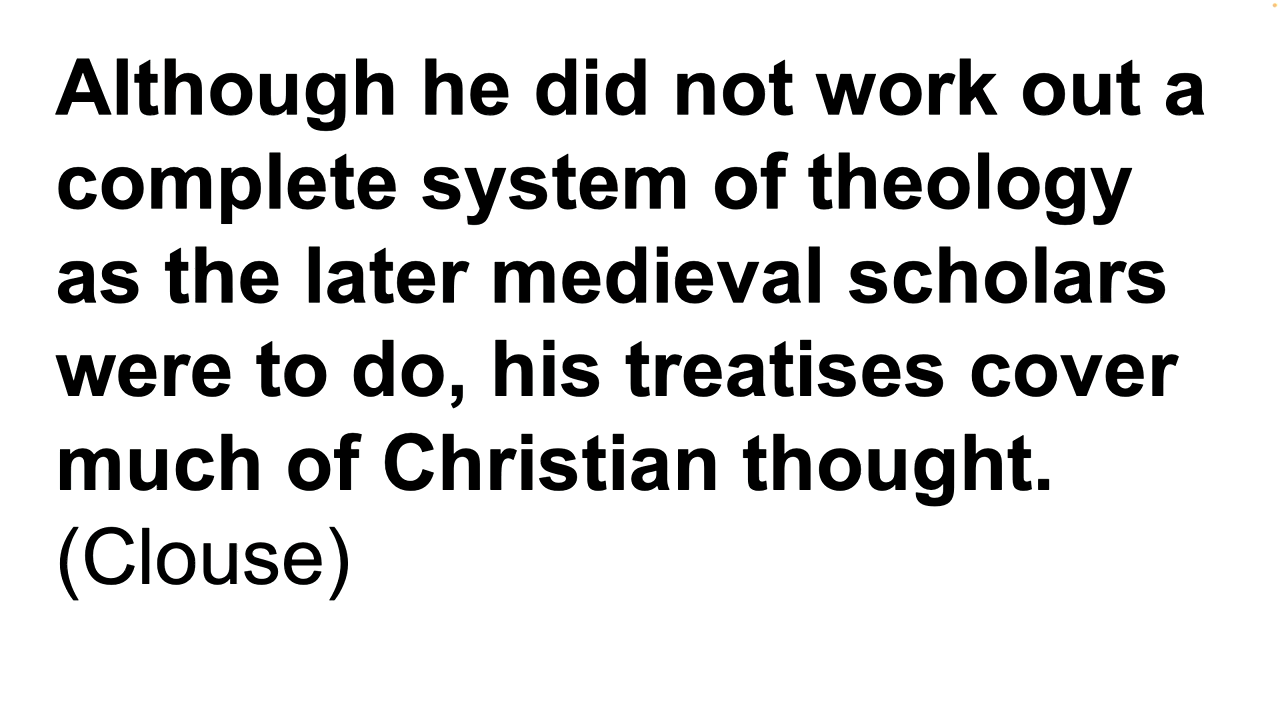 Although he did not work out a
complete system of theology
as the later medieval scholars
were to do, his treatises cover
much of Christian thought.
(Clouse)